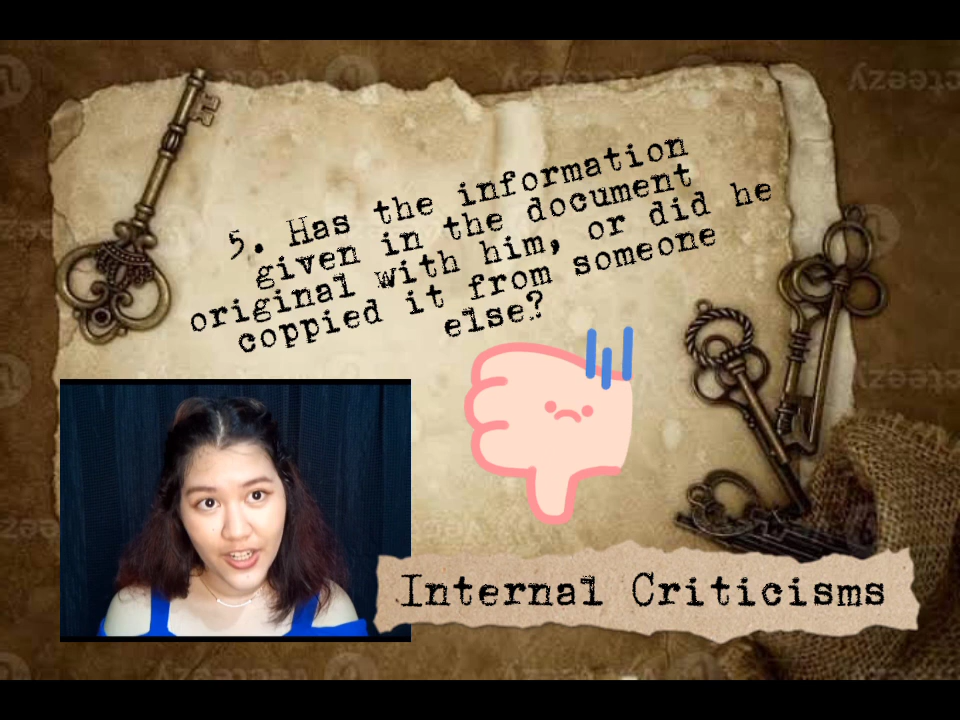 5. Has the information
given in the document
original with him, or did he
coppied it from someone
else?
Internal Criticisms